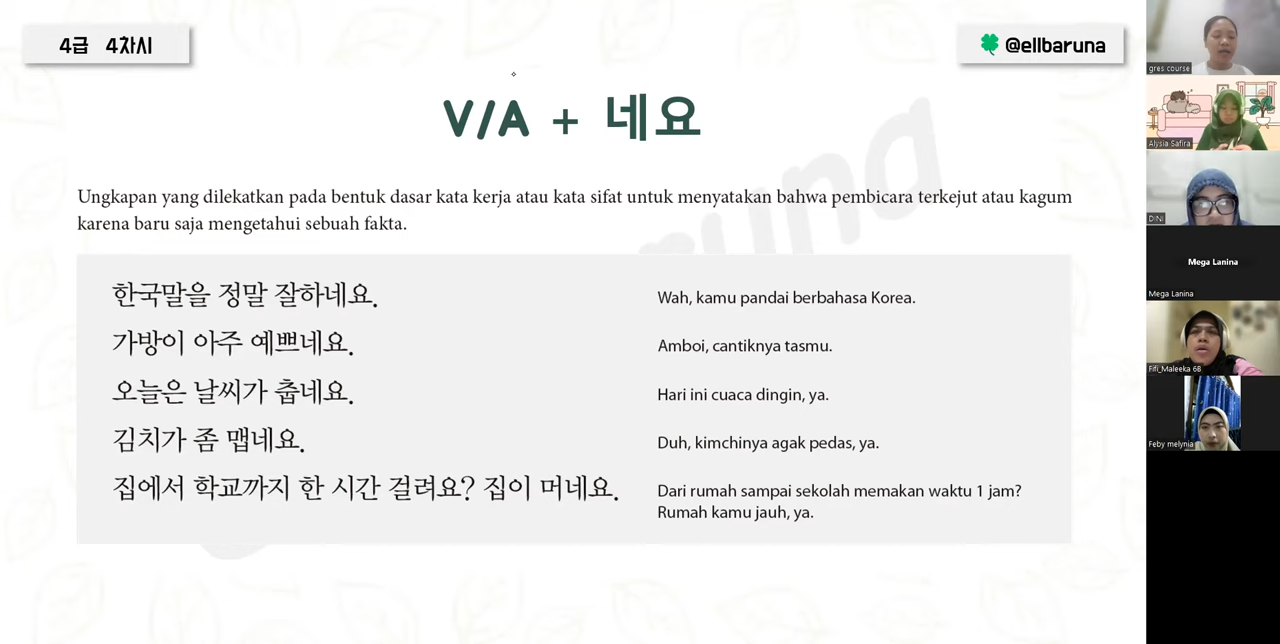 4급 4차시
@ellbaruna
V/A + 네요
Ungkapan yang dilekatkan pada bentuk dasar kata kerja atau kata sifat untuk menyatakan bahwa pembicara terkejut atau kagum
karena baru saja mengetahui sebuah fakta.
한국말을 정말 잘하네요.
Wah, kamu pandai berbahasa Korea.
가방이 아주 예쁘네요.
Amboi, cantiknya tasmu.
오늘은 날씨가 춥네요.
Hari ini cuaca dingin, ya.
김치가 좀 맵네요.
Duh, kimchinya agak pedas, ya.
집에서 학교까지 한 시간 걸려요? 집이 머네요.
Dari rumah sampai sekolah memakan waktu 1 jam?
Rumah kamu jauh, ya.
runa
gres course
Alysia Safira
DINI
Mega Lanina
Mega Lanina
Fifi_Maleeka 6B
Feby melynia